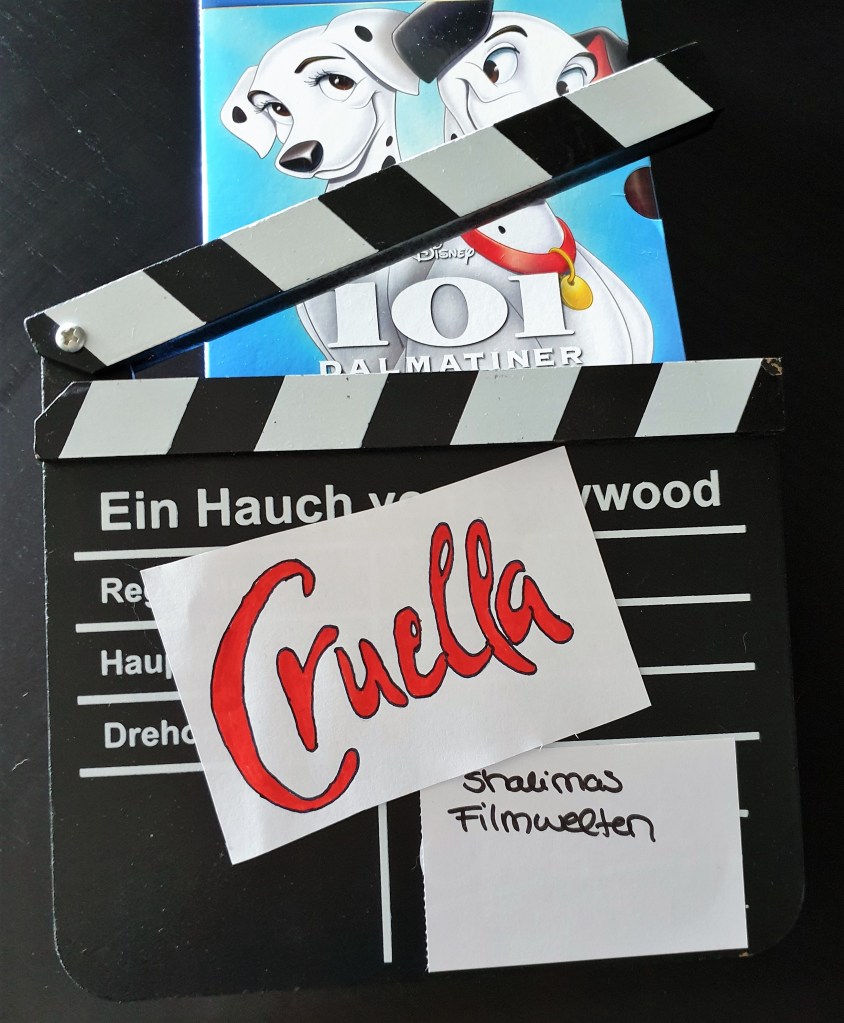 Disney
101
DALMATINER
Ein Hauch v ywood
Cruella
Reg
Haup
Dreho
Shalimas
Filmwelten